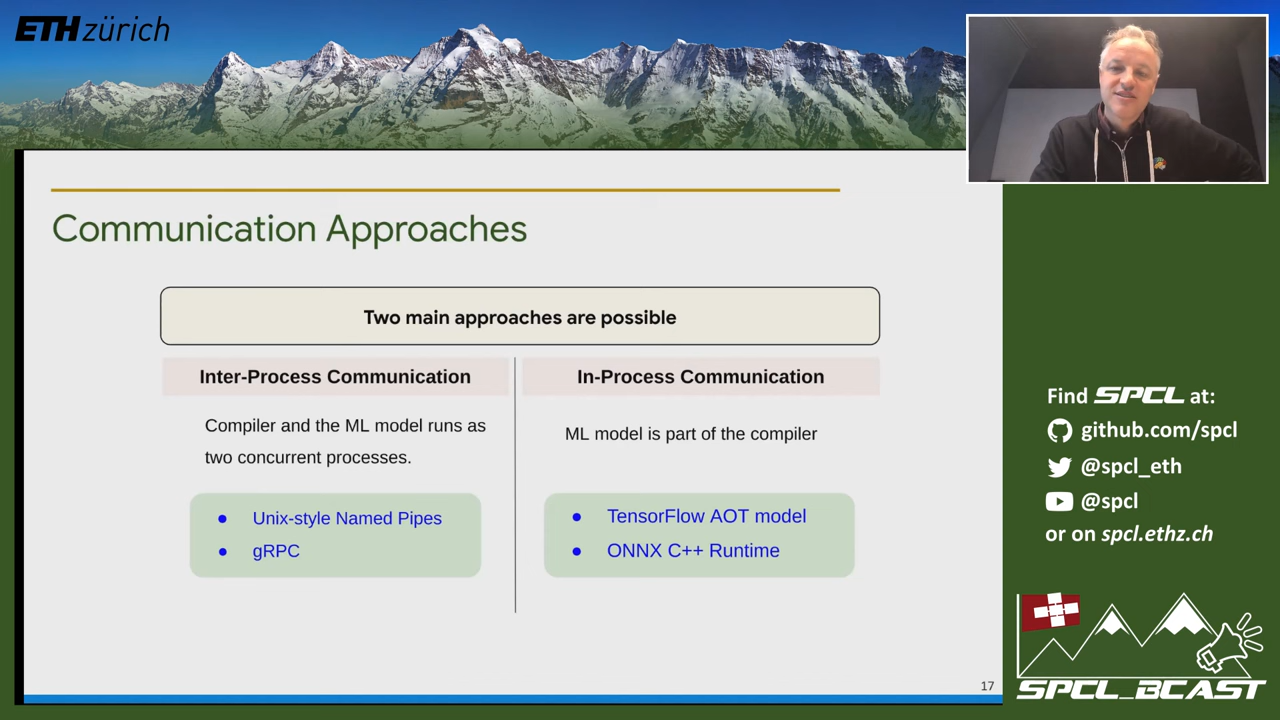 ETH zürich
Communication Approaches
Two main approaches are possible
Inter-Process Communication
Compiler and the ML model runs as
two concurrent processes.
● Unix-style Named Pipes
● gRPC
In-Process Communication
ML model is part of the compiler
● TensorFlow AOT model
● ONNX C++ Runtime
17
Find SPCL at:
github.com/spcl
@spcl_eth
@spcl
or on spcl.ethz.ch
SPCL_BCAST